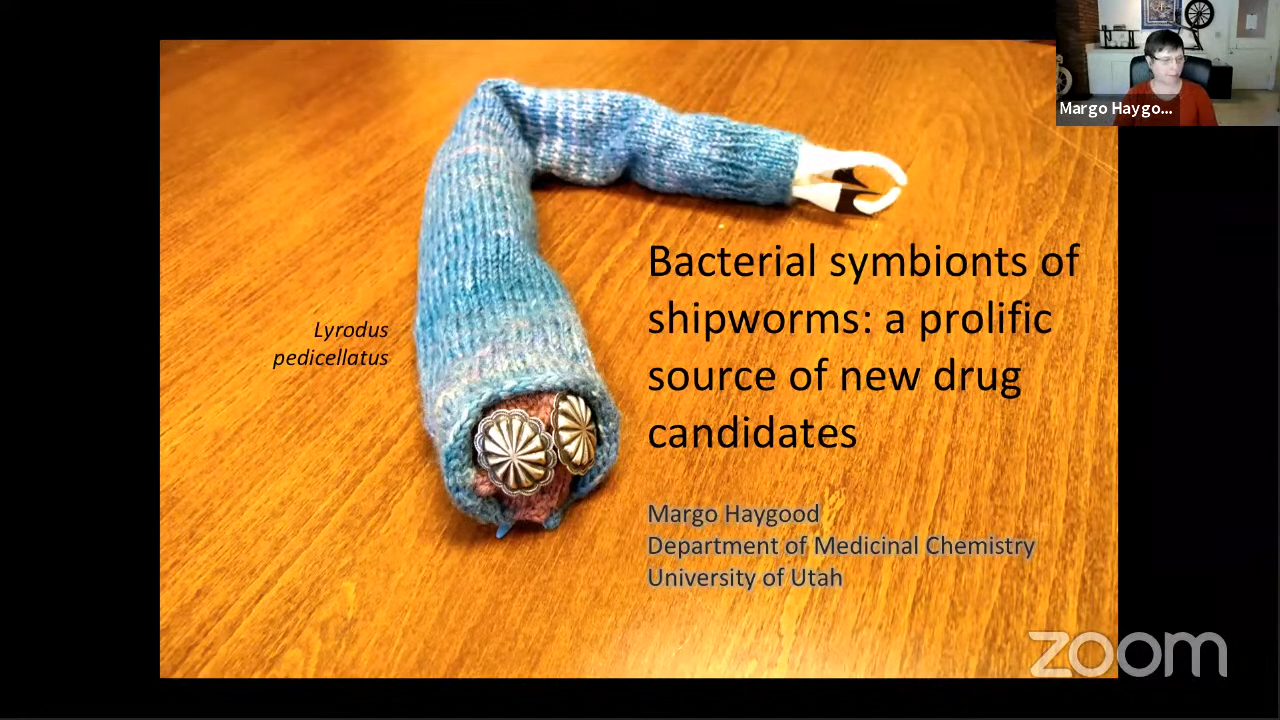 Margo Haygo...
Bacterial symbionts of
shipworms: a prolific
source of new drug
candidates
Lyrodus
pedicellatus
Margo Haygood
Department of Medicinal Chemistry
University of Utah
zoom